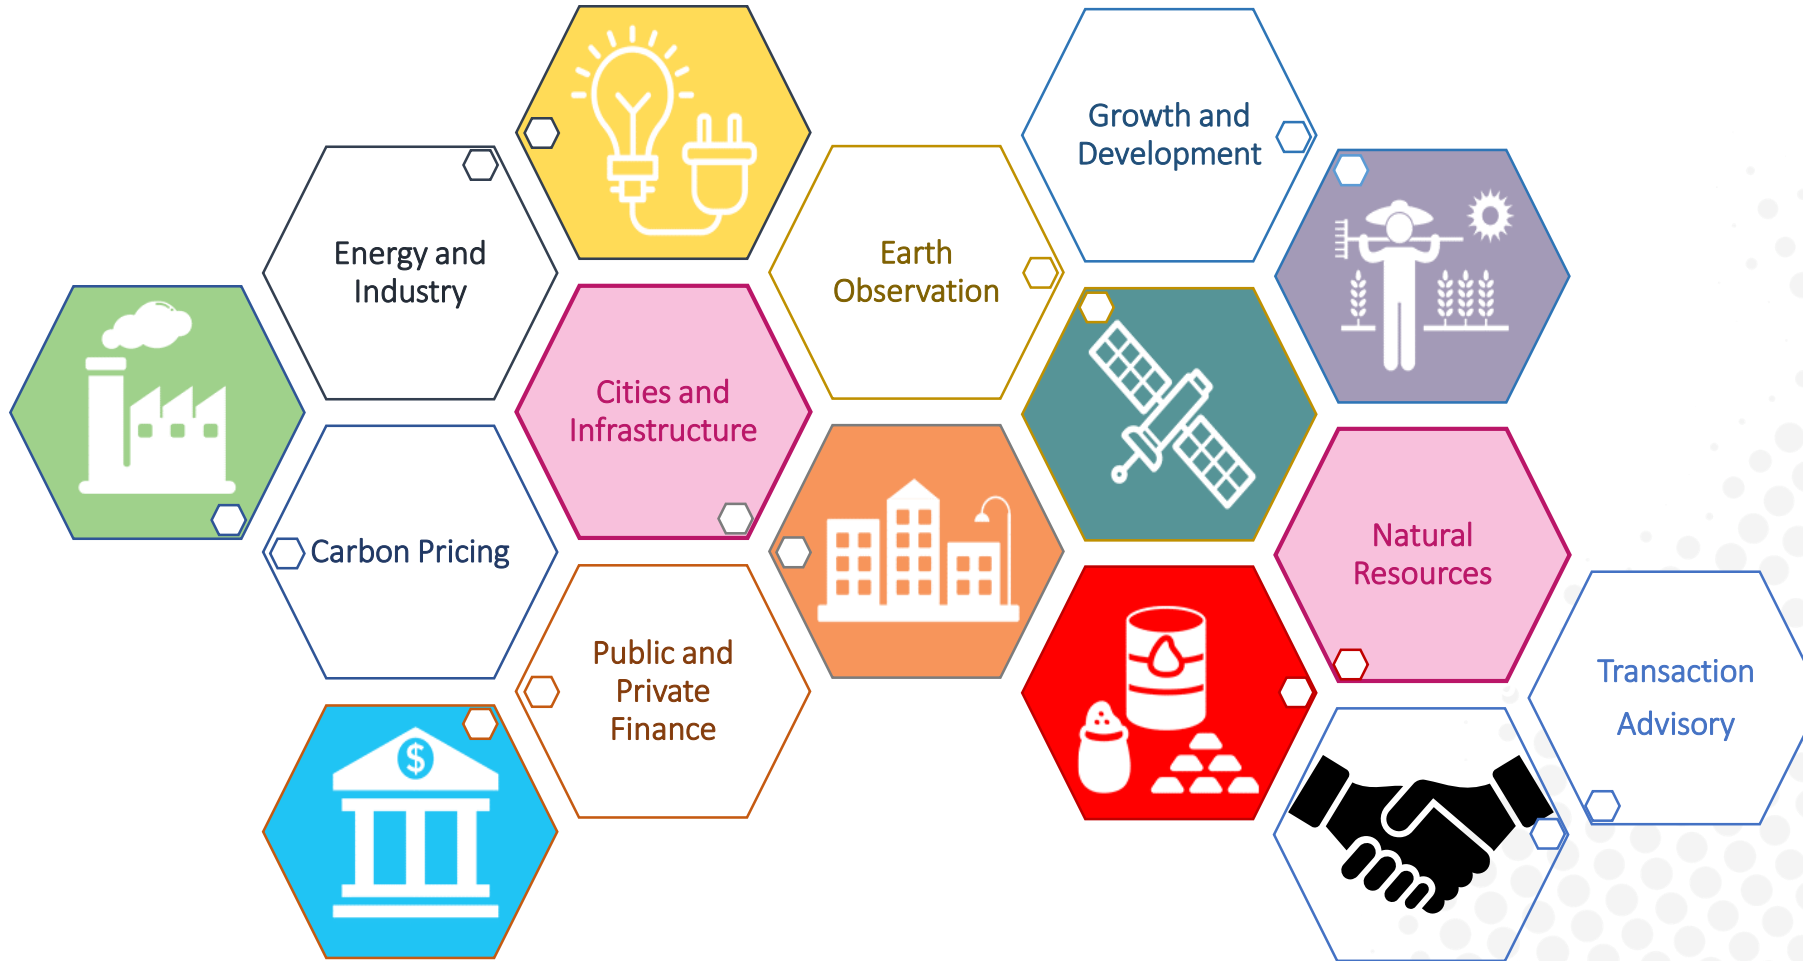 Growth and
Development
Energy and
Industry
Earth
Observation
Cities and
Infrastructure
Carbon Pricing
Natural
Resources
Public and
Private
Finance
Transaction
Advisory
$